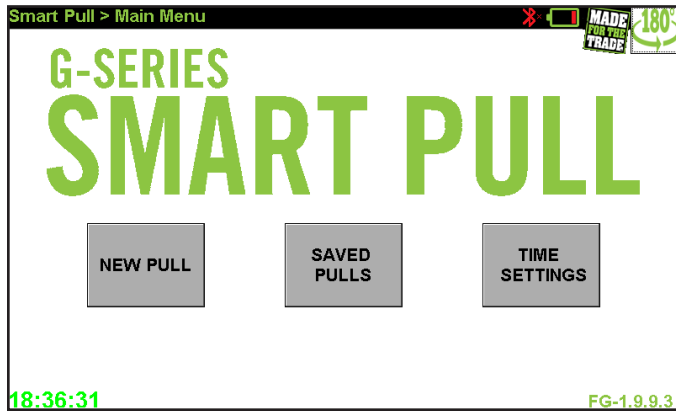 Smart Pull > Main Menu
MADE
FOR THE
TRADE
180°
G-SERIES
SMART PULL
NEW PULL
SAVED
PULLS
TIME
SETTINGS
18:36:31
FG-1.9.9.3